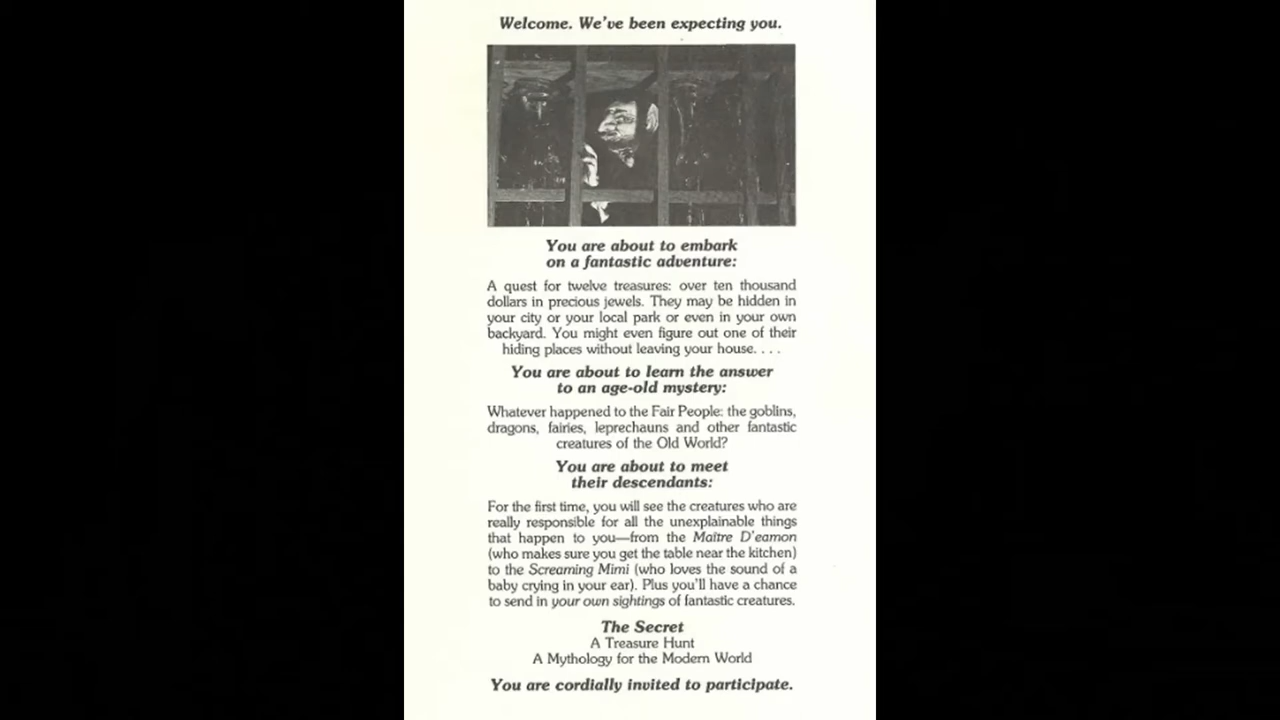 Welcome. We've been expecting you.
You are about to embark
on a fantastic adventure:
A quest for twelve treasures: over ten thousand
dollars in precious jewels. They may be hidden in
your city or your local park or even in your own
backyard. You might even figure out one of their
hiding places without leaving your house. . . .
You are about to learn the answer
to an age-old mystery:
Whatever happened to the Fair People: the goblins,
dragons, fairies, leprechauns and other fantastic
creatures of the Old World?
You are about to meet
their descendants:
For the first time, you will see the creatures who are
really responsible for all the unexplainable things
that happen to you—from the Maître D'eamon
(who makes sure you get the table near the kitchen)
to the Screaming Mimi (who loves the sound of a
baby crying in your ear). Plus you'll have a chance
to send in your own sightings of fantastic creatures.
The Secret
A Treasure Hunt
A Mythology for the Modern World
You are cordially invited to participate.